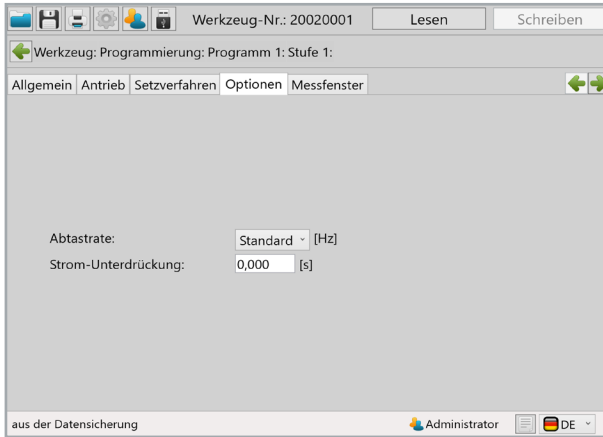 Werkzeug-Nr.: 20020001 Lesen Schreiben
Werkzeug: Programmierung: Programm 1: Stufe 1:
Allgemein Antrieb Setzverfahren Optionen Messfenster
Abtastrate: Standard [Hz]
Strom-Unterdrückung: 0,000 [s]
aus der Datensicherung Administrator DE